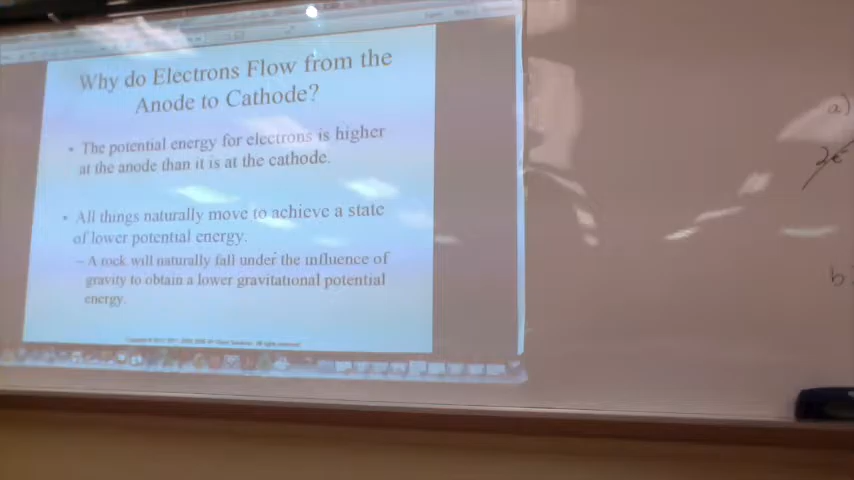 Why do Electrons Flow from the
Anode to Cathode?
• The potential energy for electrons is higher
at the anode than it is at the cathode.
• All things naturally move to achieve a state
of lower potential energy.
– A rock will naturally fall under the influence of
gravity to obtain a lower gravitational potential
energy.
a)
2e
b